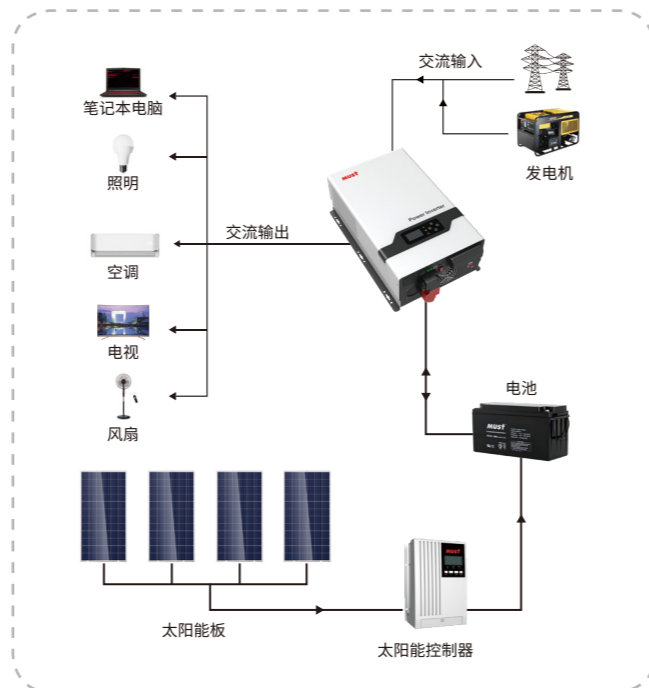 交流输入
笔记本电脑
发电机
照明
MUST
Power Inverter
交流输出
空调
电视
电池
MUST
风扇
MUST
太阳能板
太阳能控制器